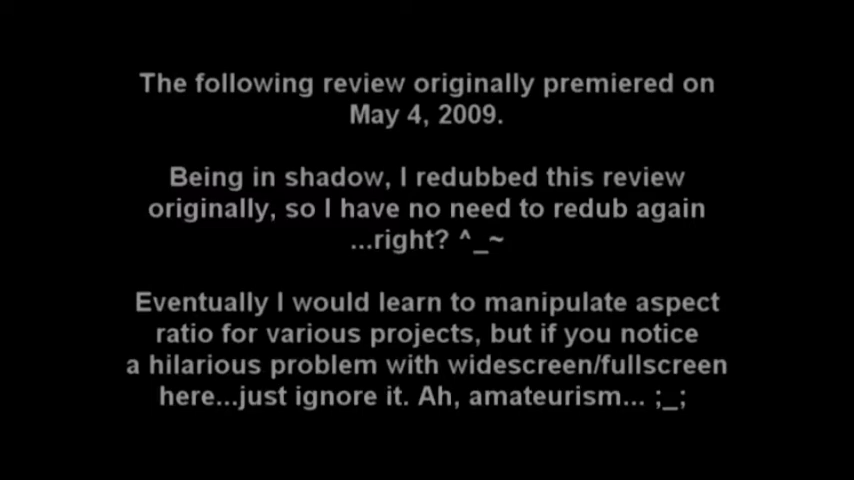 The following review originally premiered on
May 4, 2009.
Being in shadow, I redubbed this review
originally, so I have no need to redub again
...right? ^_~
Eventually I would learn to manipulate aspect
ratio for various projects, but if you notice
a hilarious problem with widescreen/fullscreen
here...just ignore it. Ah, amateurism... ;_;